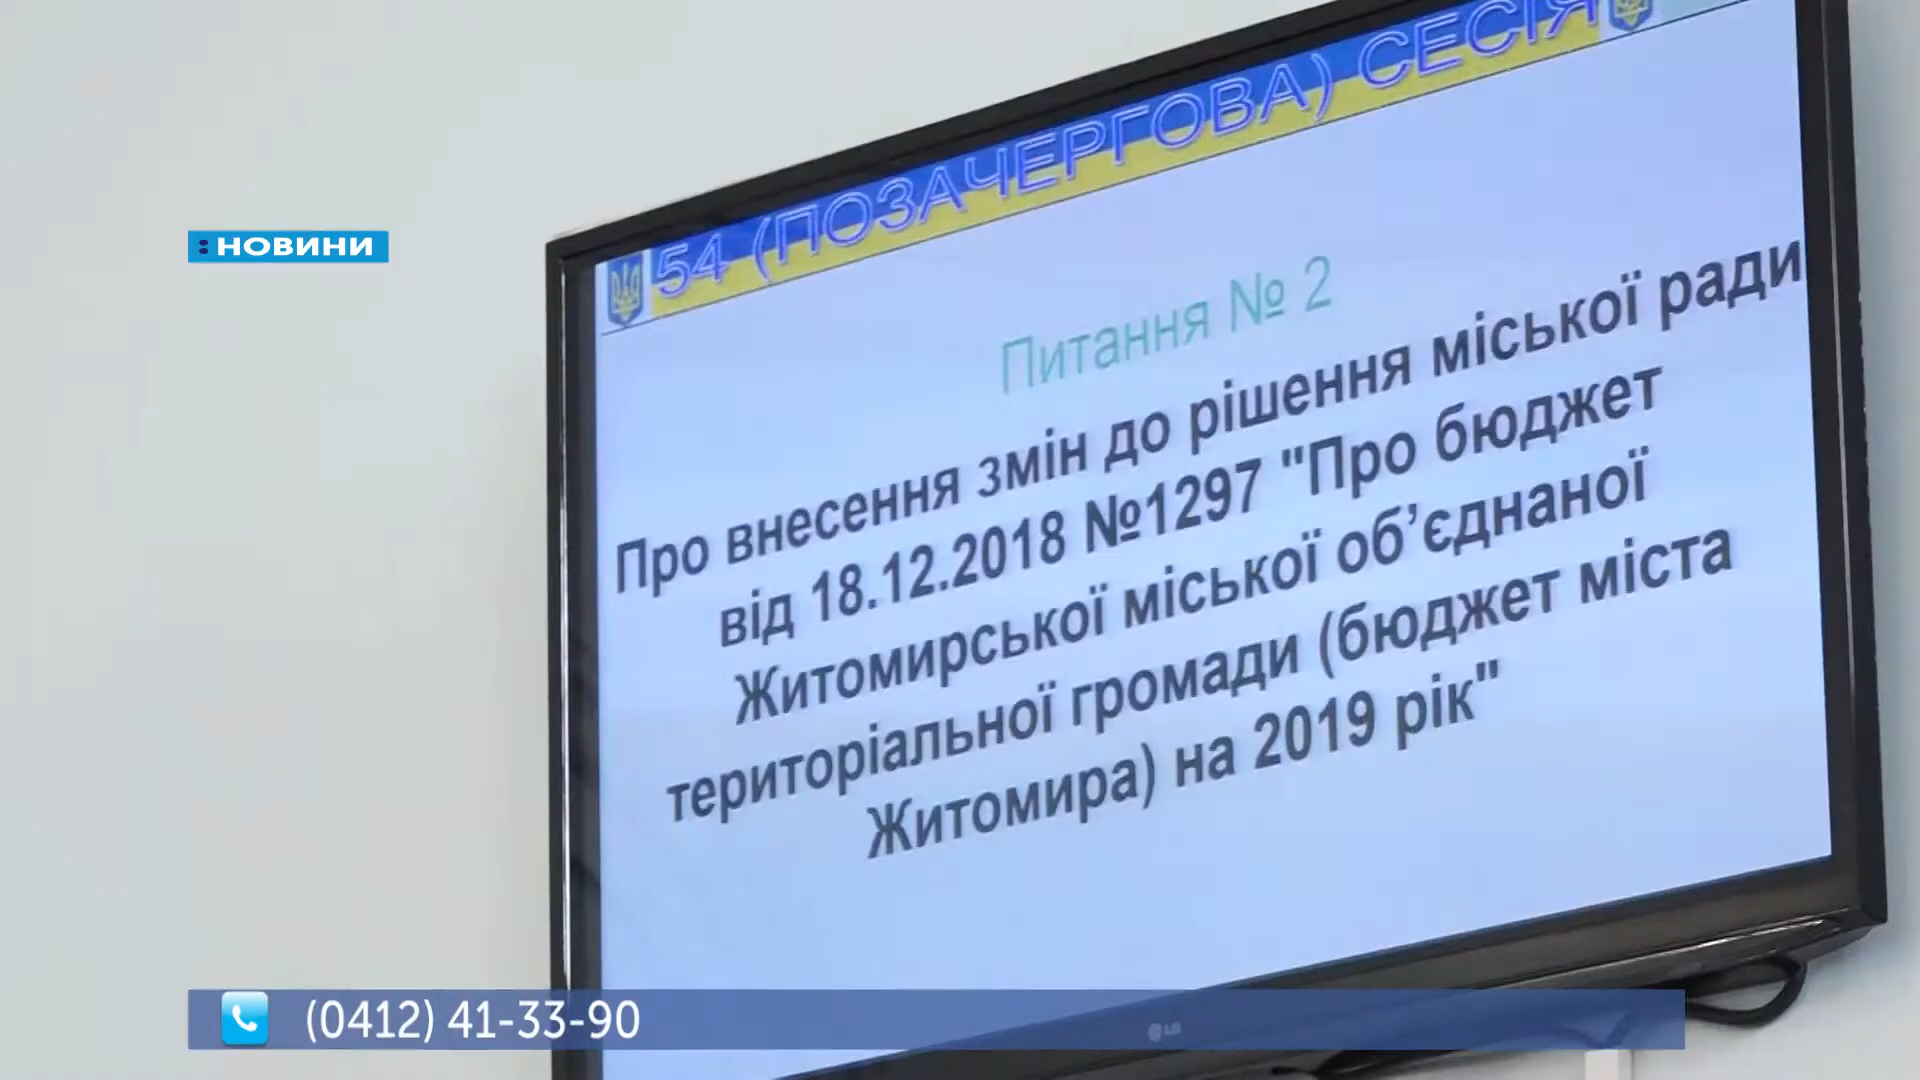 54 (ПОЗАЧЕРГОВА) СЕСІЯ
: НОВИНИ
Питання № 2
Про внесення змін до рішення міської ради
від 18.12.2018 №1297 "Про бюджет
Житомирської міської об’єднаної
територіальної громади (бюджет міста
Житомира) на 2019 рік"
(0412) 41-33-90
LG